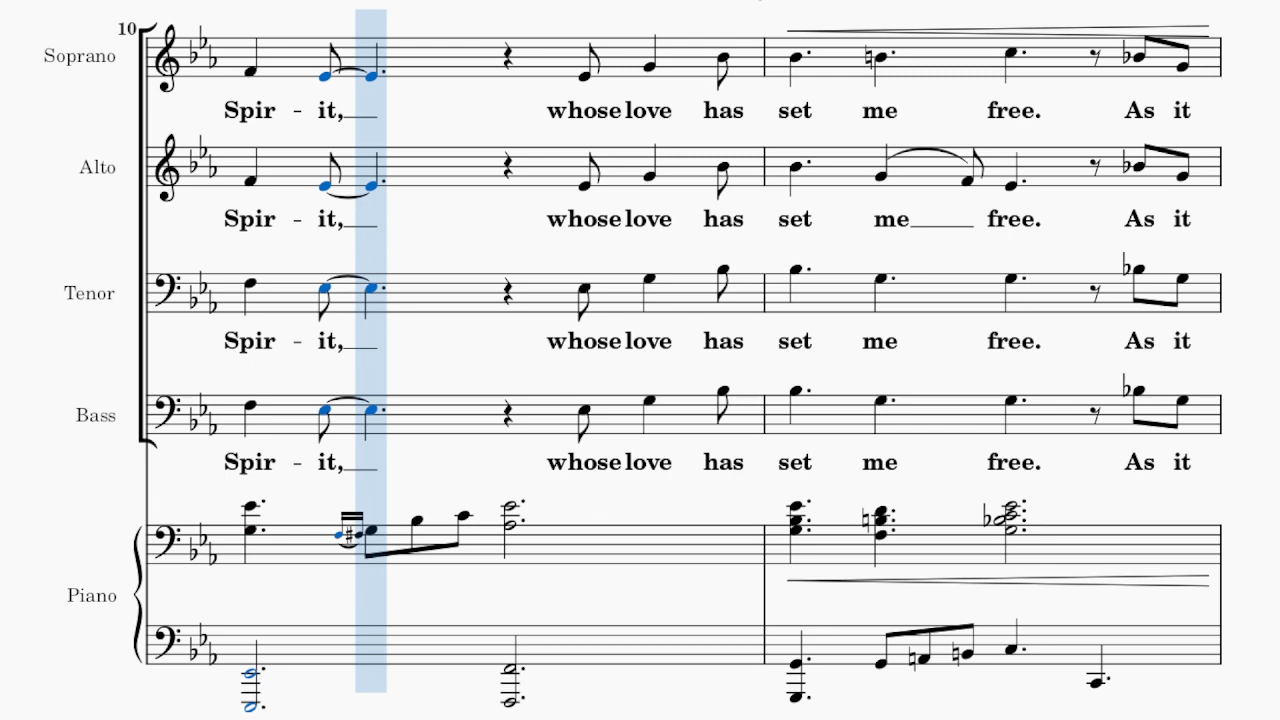 10
Soprano
Spir - it, whose love has set me free. As it
Alto
Spir - it, whose love has set me free. As it
Tenor
Spir - it, whose love has set me free. As it
Bass
Spir - it, whose love has set me free. As it
Piano